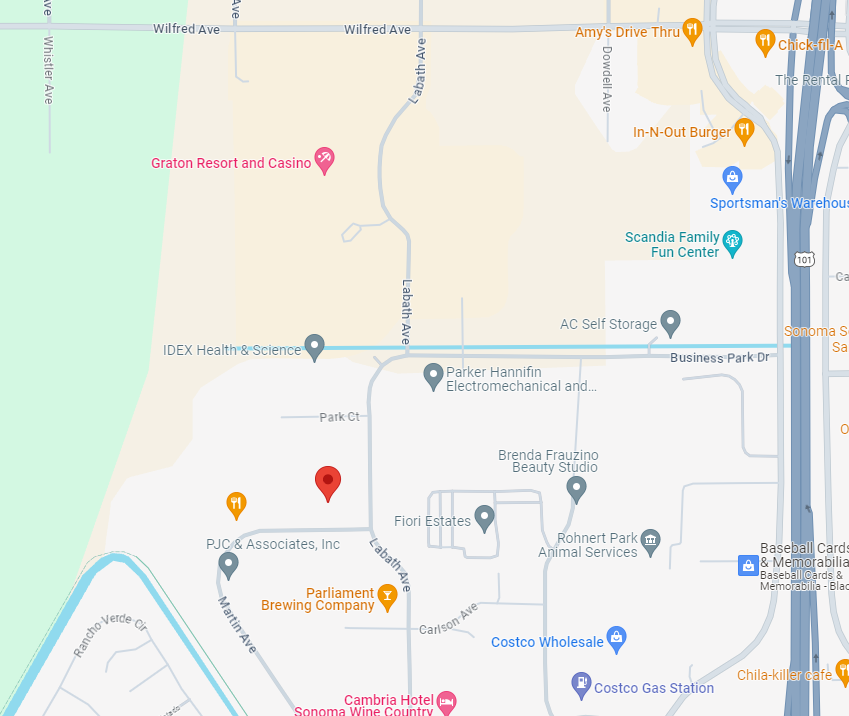 Ave
Ave
Wilfred Ave
Wilfred Ave
Labath Ave
Whistler Ave
Dowdell Ave
Amy's Drive Thru
Chick-fil-A
The Rental
In-N-Out Burger
Graton Resort and Casino
Sportsman's Warehous
Scandia Family
Fun Center
101
Ca
Labath Ave
AC Self Storage
Sonoma S
Sa
IDEX Health & Science
Business Park Dr
Parker Hannifin
Electromechanical and...
Park Ct
O
Brenda Frauzino
Beauty Studio
Fiori Estates
Rohnert Park
Animal Services
PJC & Associates, Inc
Labath Ave
Baseball Cards
& Memorabilia
Baseball Cards &
Memorabilia - Blac
Parliament
Brewing Company
Martin Ave
Rancho Verde Cir
Carlson Ave
Costco Wholesale
Chila-killer cafe
Costco Gas Station
Cambria Hotel
Sonoma Wine Country